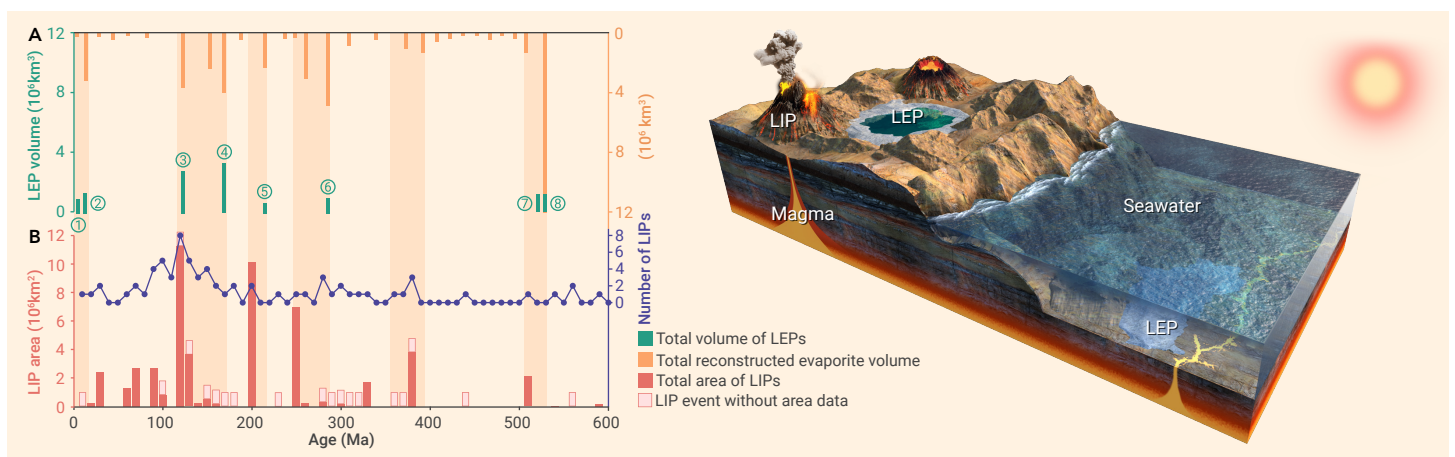 A
12
8
4
0
LEP volume (10⁶km³)
① ② ③ ④ ⑤ ⑥ ⑦ ⑧
0
4
8
12
(10⁶ km³)
B
12
10
8
6
4
2
0
LIP area (10⁶km²)
8
6
4
2
0
Number of LIPs
0 100 200 300 400 500 600
Age (Ma)
Total volume of LEPs
Total reconstructed evaporite volume
Total area of LIPs
LIP event without area data
LIP
LEP
Magma
Seawater
LEP